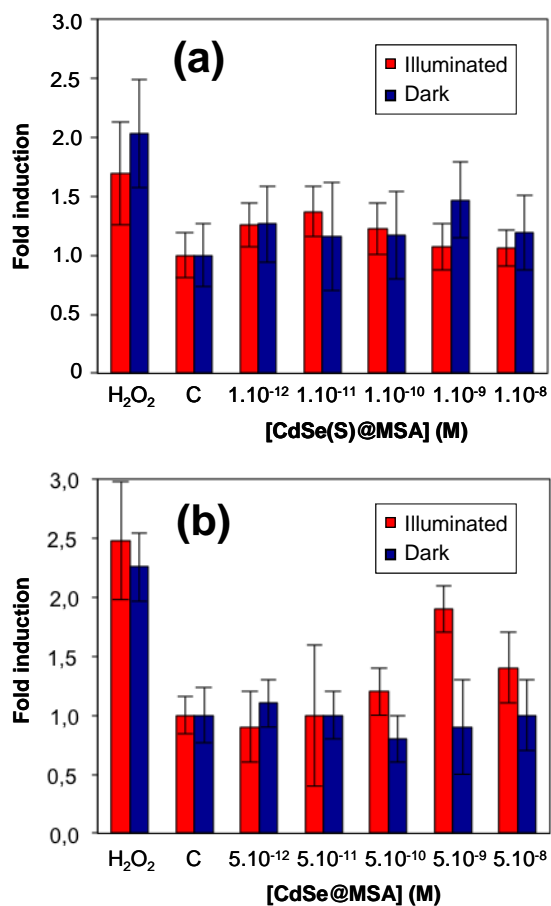 3.0
(a)
Illuminated
Dark
2.5
2.0
1.5
1.0
0.5
0
Fold induction
H₂O₂ C 1.10⁻¹² 1.10⁻¹¹ 1.10⁻¹⁰ 1.10⁻⁹ 1.10⁻⁸
[CdSe(S)@MSA] (M)
3,0
(b)
Illuminated
Dark
2,5
2,0
1,5
1,0
0,5
0,0
Fold induction
H₂O₂ C 5.10⁻¹² 5.10⁻¹¹ 5.10⁻¹⁰ 5.10⁻⁹ 5.10⁻⁸
[CdSe@MSA] (M)